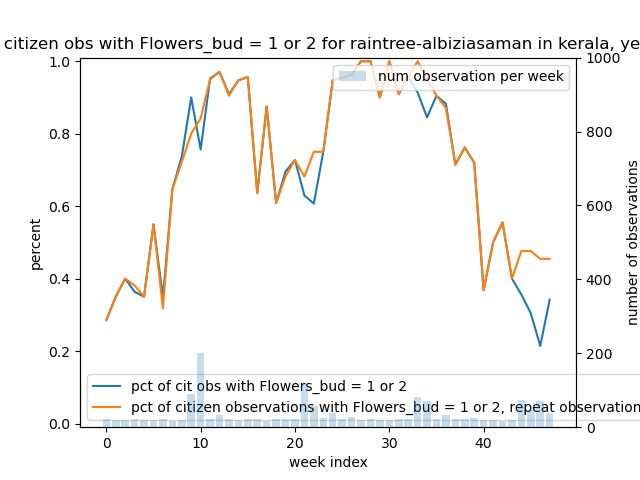 citizen obs with Flowers_bud = 1 or 2 for raintree-albiziasaman in kerala, ye
num observation per week
1.0
0.8
0.6
0.4
0.2
0.0
percent
1000
800
600
400
200
0
number of observations
pct of cit obs with Flowers_bud = 1 or 2
pct of citizen observations with Flowers_bud = 1 or 2, repeat observation
0 10 20 30 40
week index